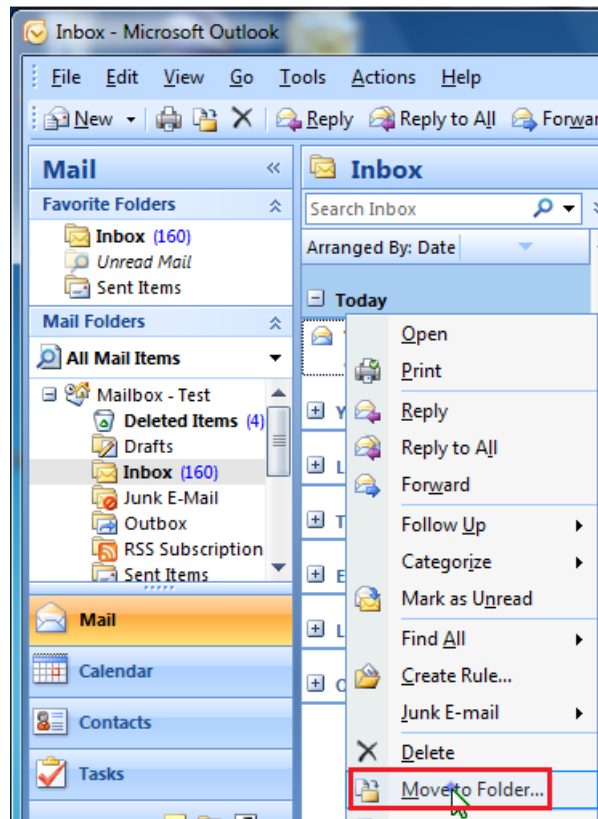 Inbox - Microsoft Outlook
File Edit View Go Tools Actions Help
New Reply Reply to All Forwar
Mail
Favorite Folders
Inbox (160)
Unread Mail
Sent Items
Mail Folders
All Mail Items
Mailbox - Test
Deleted Items (4)
Drafts
Inbox (160)
Junk E-Mail
Outbox
RSS Subscription
Sent Items
Mail
Calendar
Contacts
Tasks
Inbox
Search Inbox
Arranged By: Date
Today
Y
L
T
E
L
O
Open
Print
Reply
Reply to All
Forward
Follow Up
Categorize
Mark as Unread
Find All
Create Rule...
Junk E-mail
Delete
Move to Folder...